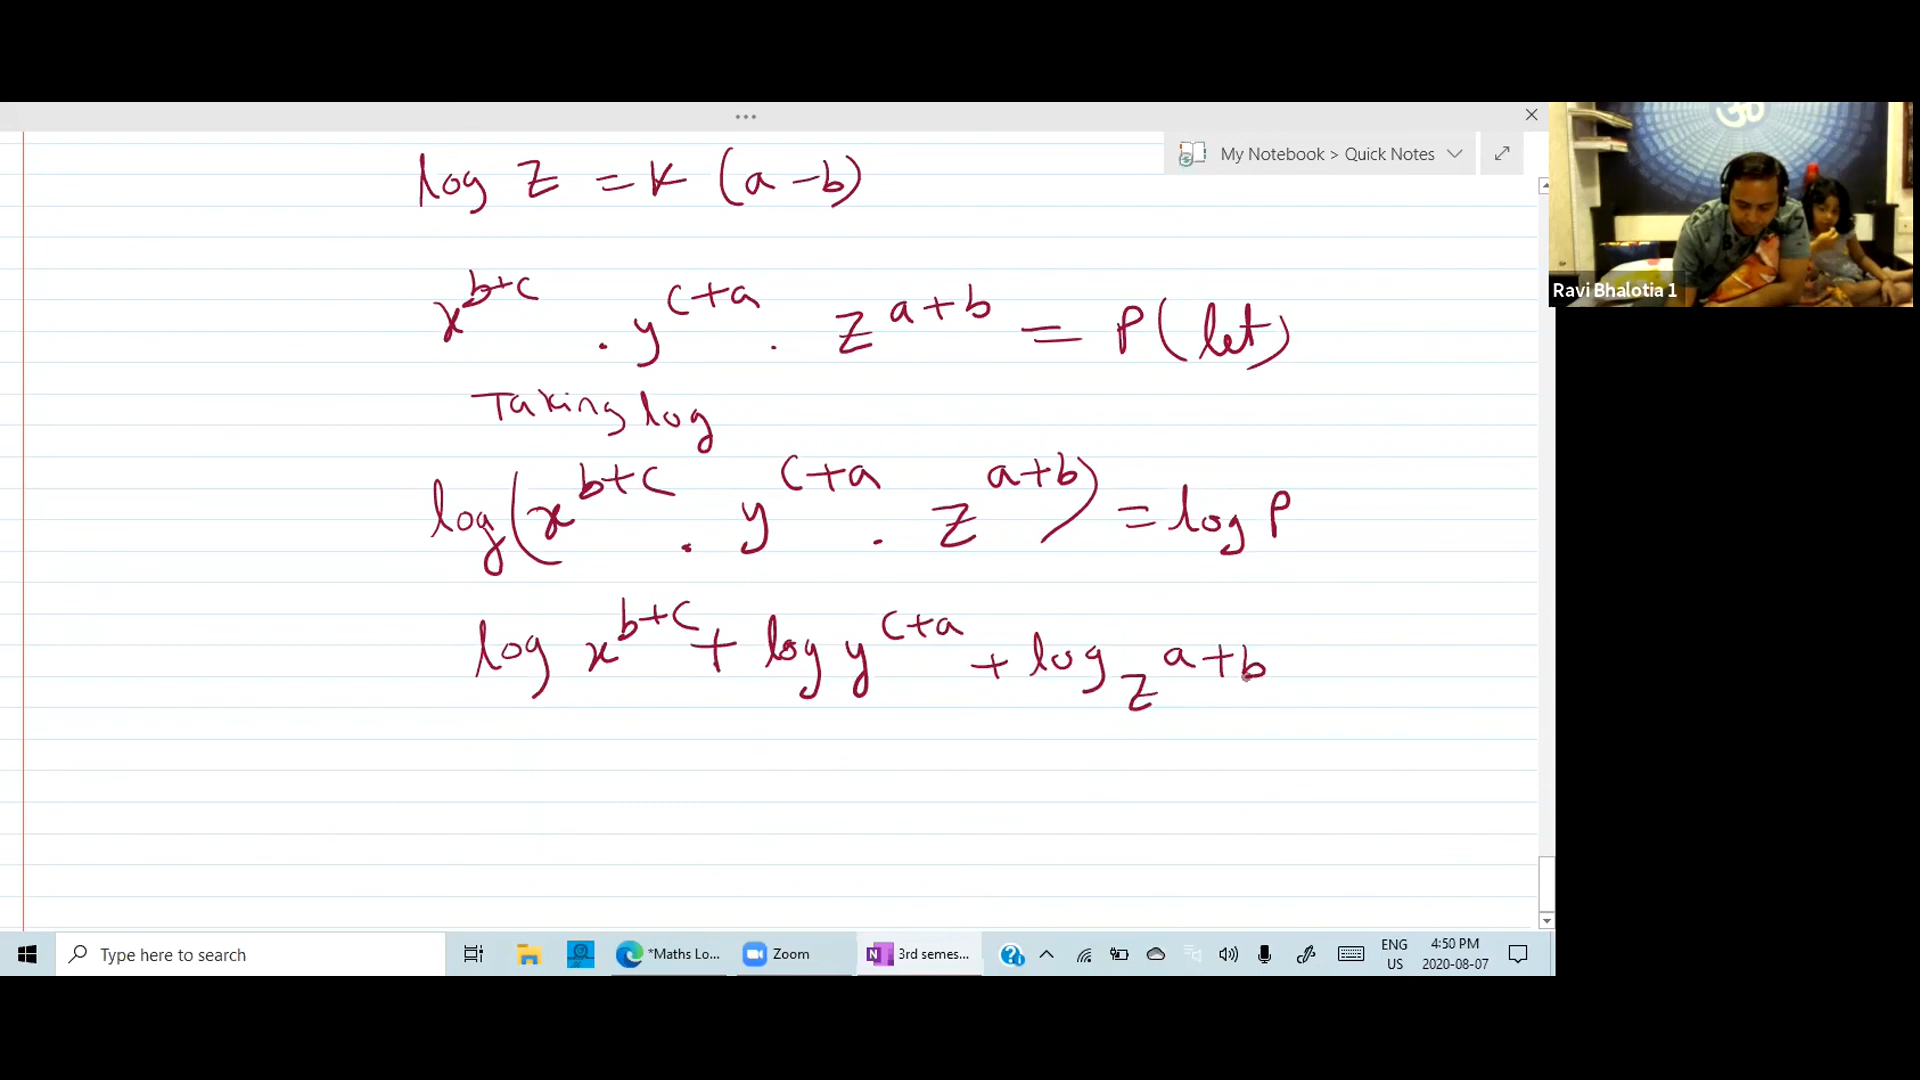 ...
My Notebook > Quick Notes
log z = K (a-b)
x^{b+c} . y^{c+a} . z^{a+b} = P (let)
Taking log
log(x^{b+c} . y^{c+a} . z^{a+b}) = log P
log x^{b+c} + log y^{c+a} + log z^{a+b}
Ravi Bhalotia 1
Type here to search
*Maths Lo...
Zoom
3rd semes...
ENG
US
4:50 PM
2020-08-07